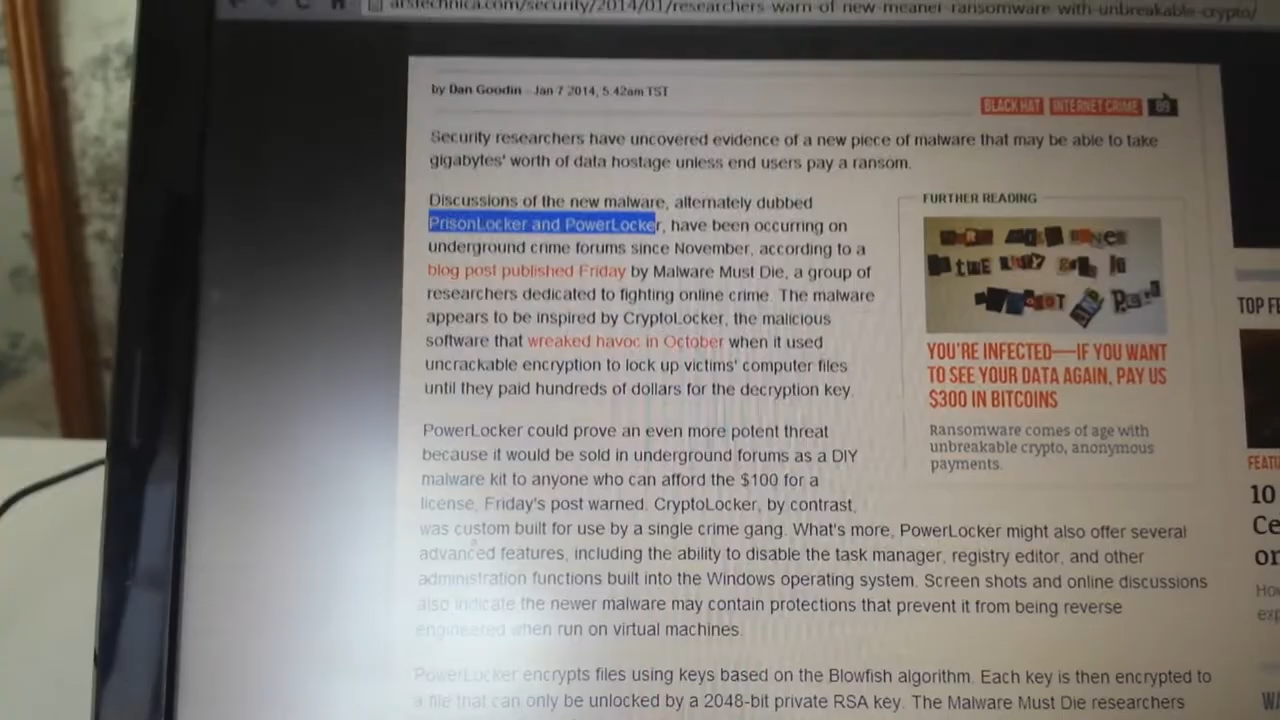 arstechnica.com/security/2014/01/researchers-warn-of-new-meaner-ransomware-with-unbreakable-crypto/
by Dan Goodin - Jan 7 2014, 5:42am TST
BLACK HAT INTERNET CRIME 89
Security researchers have uncovered evidence of a new piece of malware that may be able to take
gigabytes' worth of data hostage unless end users pay a ransom.
Discussions of the new malware, alternately dubbed
PrisonLocker and PowerLocker, have been occurring on
underground crime forums since November, according to a
blog post published Friday by Malware Must Die, a group of
researchers dedicated to fighting online crime. The malware
appears to be inspired by CryptoLocker, the malicious
software that wreaked havoc in October when it used
uncrackable encryption to lock up victims' computer files
until they paid hundreds of dollars for the decryption key.
FURTHER READING
YOU'RE INFECTED—IF YOU WANT
TO SEE YOUR DATA AGAIN, PAY US
$300 IN BITCOINS
Ransomware comes of age with
unbreakable crypto, anonymous
payments.
PowerLocker could prove an even more potent threat
because it would be sold in underground forums as a DIY
malware kit to anyone who can afford the $100 for a
license, Friday's post warned. CryptoLocker, by contrast,
was custom built for use by a single crime gang. What's more, PowerLocker might also offer several
advanced features, including the ability to disable the task manager, registry editor, and other
administration functions built into the Windows operating system. Screen shots and online discussions
also indicate the newer malware may contain protections that prevent it from being reverse
engineered when run on virtual machines.
PowerLocker encrypts files using keys based on the Blowfish algorithm. Each key is then encrypted to
a file that can only be unlocked by a 2048-bit private RSA key. The Malware Must Die researchers
TOP
10